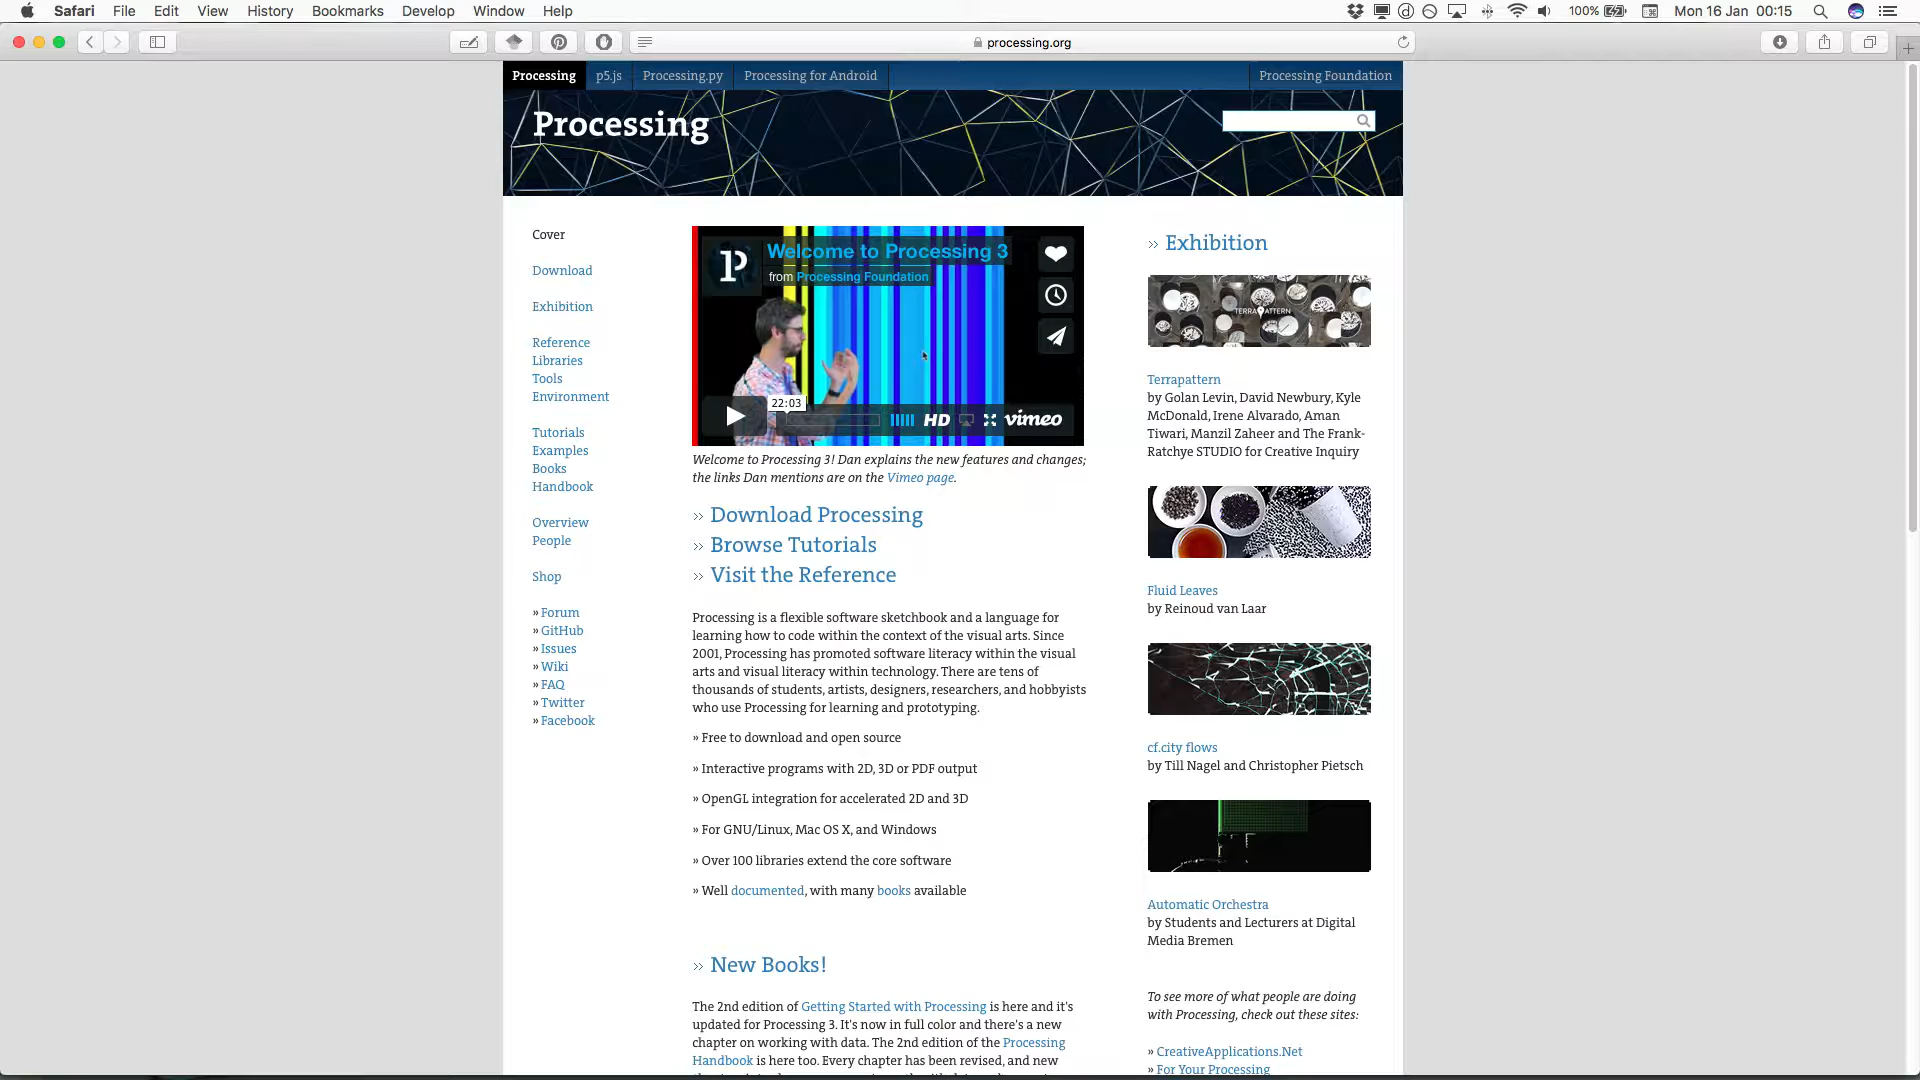 Safari File Edit View History Bookmarks Develop Window Help 100% Mon 16 Jan 00:15
processing.org
Processing p5.js Processing.py Processing for Android Processing Foundation
Processing
Cover
Download
Exhibition
Reference
Libraries
Tools
Environment
Tutorials
Examples
Books
Handbook
Overview
People
Shop
» Forum
» GitHub
» Issues
» Wiki
» FAQ
» Twitter
» Facebook
Welcome to Processing 3
from Processing Foundation
22:03
HD vimeo
Welcome to Processing 3! Dan explains the new features and changes;
the links Dan mentions are on the Vimeo page.
» Download Processing
» Browse Tutorials
» Visit the Reference
Processing is a flexible software sketchbook and a language for
learning how to code within the context of the visual arts. Since
2001, Processing has promoted software literacy within the visual
arts and visual literacy within technology. There are tens of
thousands of students, artists, designers, researchers, and hobbyists
who use Processing for learning and prototyping.
» Free to download and open source
» Interactive programs with 2D, 3D or PDF output
» OpenGL integration for accelerated 2D and 3D
» For GNU/Linux, Mac OS X, and Windows
» Over 100 libraries extend the core software
» Well documented, with many books available
» New Books!
The 2nd edition of Getting Started with Processing is here and it's
updated for Processing 3. It's now in full color and there's a new
chapter on working with data. The 2nd edition of the Processing
Handbook is here too. Every chapter has been revised, and new
» Exhibition
TERRAPATTERN
Terrapattern
by Golan Levin, David Newbury, Kyle
McDonald, Irene Alvarado, Aman
Tiwari, Manzil Zaheer and The Frank-
Ratchye STUDIO for Creative Inquiry
Fluid Leaves
by Reinoud van Laar
cf.city flows
by Till Nagel and Christopher Pietsch
Automatic Orchestra
by Students and Lecturers at Digital
Media Bremen
To see more of what people are doing
with Processing, check out these sites:
» CreativeApplications.Net
» For Your Processing